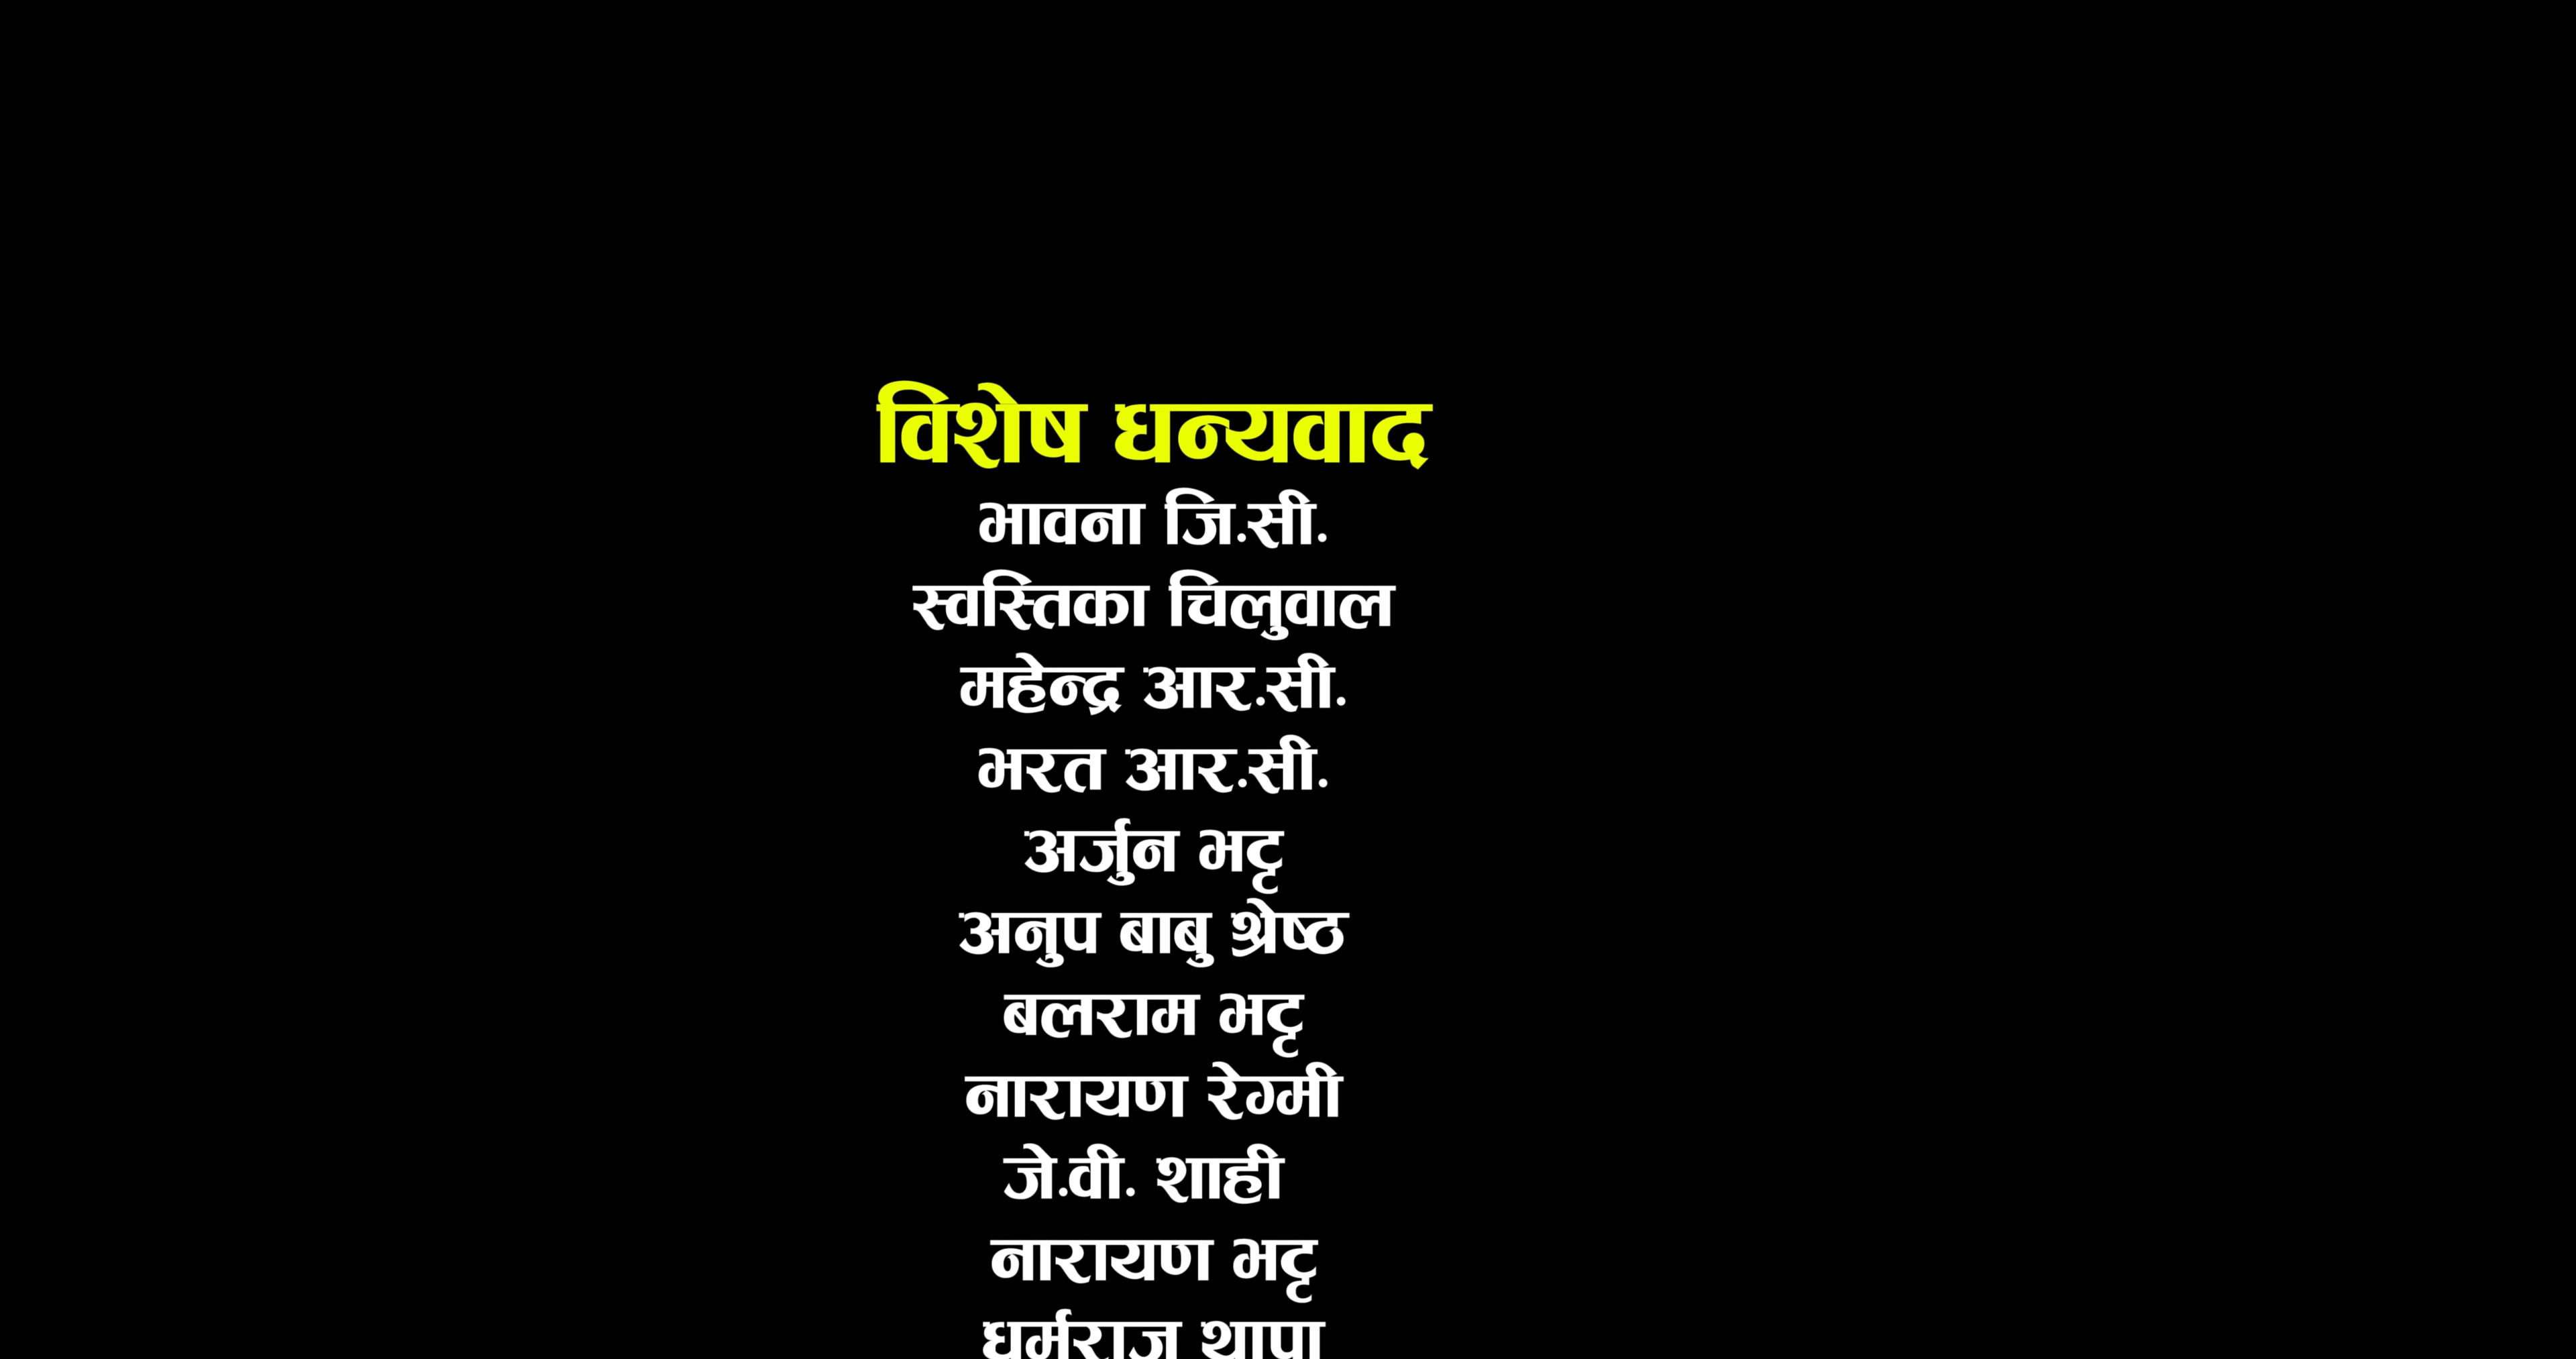 विशेष धन्यवाद
भावना जि.सी.
स्वस्तिका चिलुवाल
महेन्द्र आर.सी.
भरत आर.सी.
अर्जुन भट्ट
अनुप बाबु श्रेष्ठ
बलराम भट्ट
नारायण रेग्मी
जे.वी. शाही
नारायण भट्ट
धर्मराज थापा